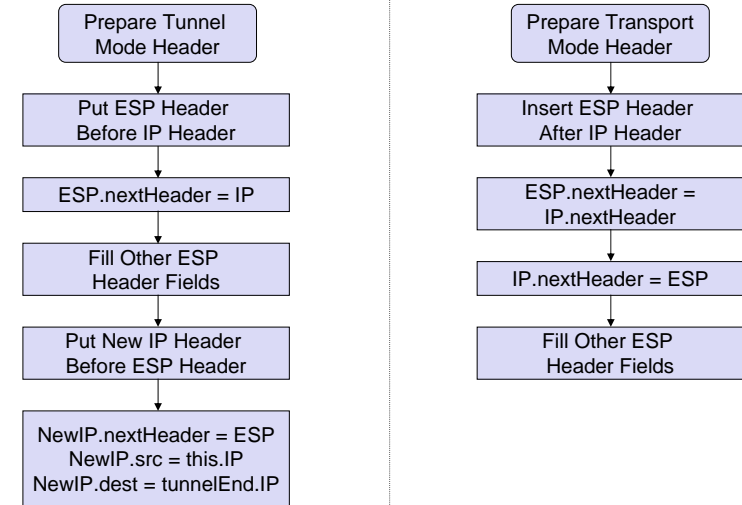 Prepare Tunnel
Mode Header
Put ESP Header
Before IP Header
ESP.nextHeader = IP
Fill Other ESP
Header Fields
Put New IP Header
Before ESP Header
NewIP.nextHeader = ESP
NewIP.src = this.IP
NewIP.dest = tunnelEnd.IP
Prepare Transport
Mode Header
Insert ESP Header
After IP Header
ESP.nextHeader =
IP.nextHeader
IP.nextHeader = ESP
Fill Other ESP
Header Fields